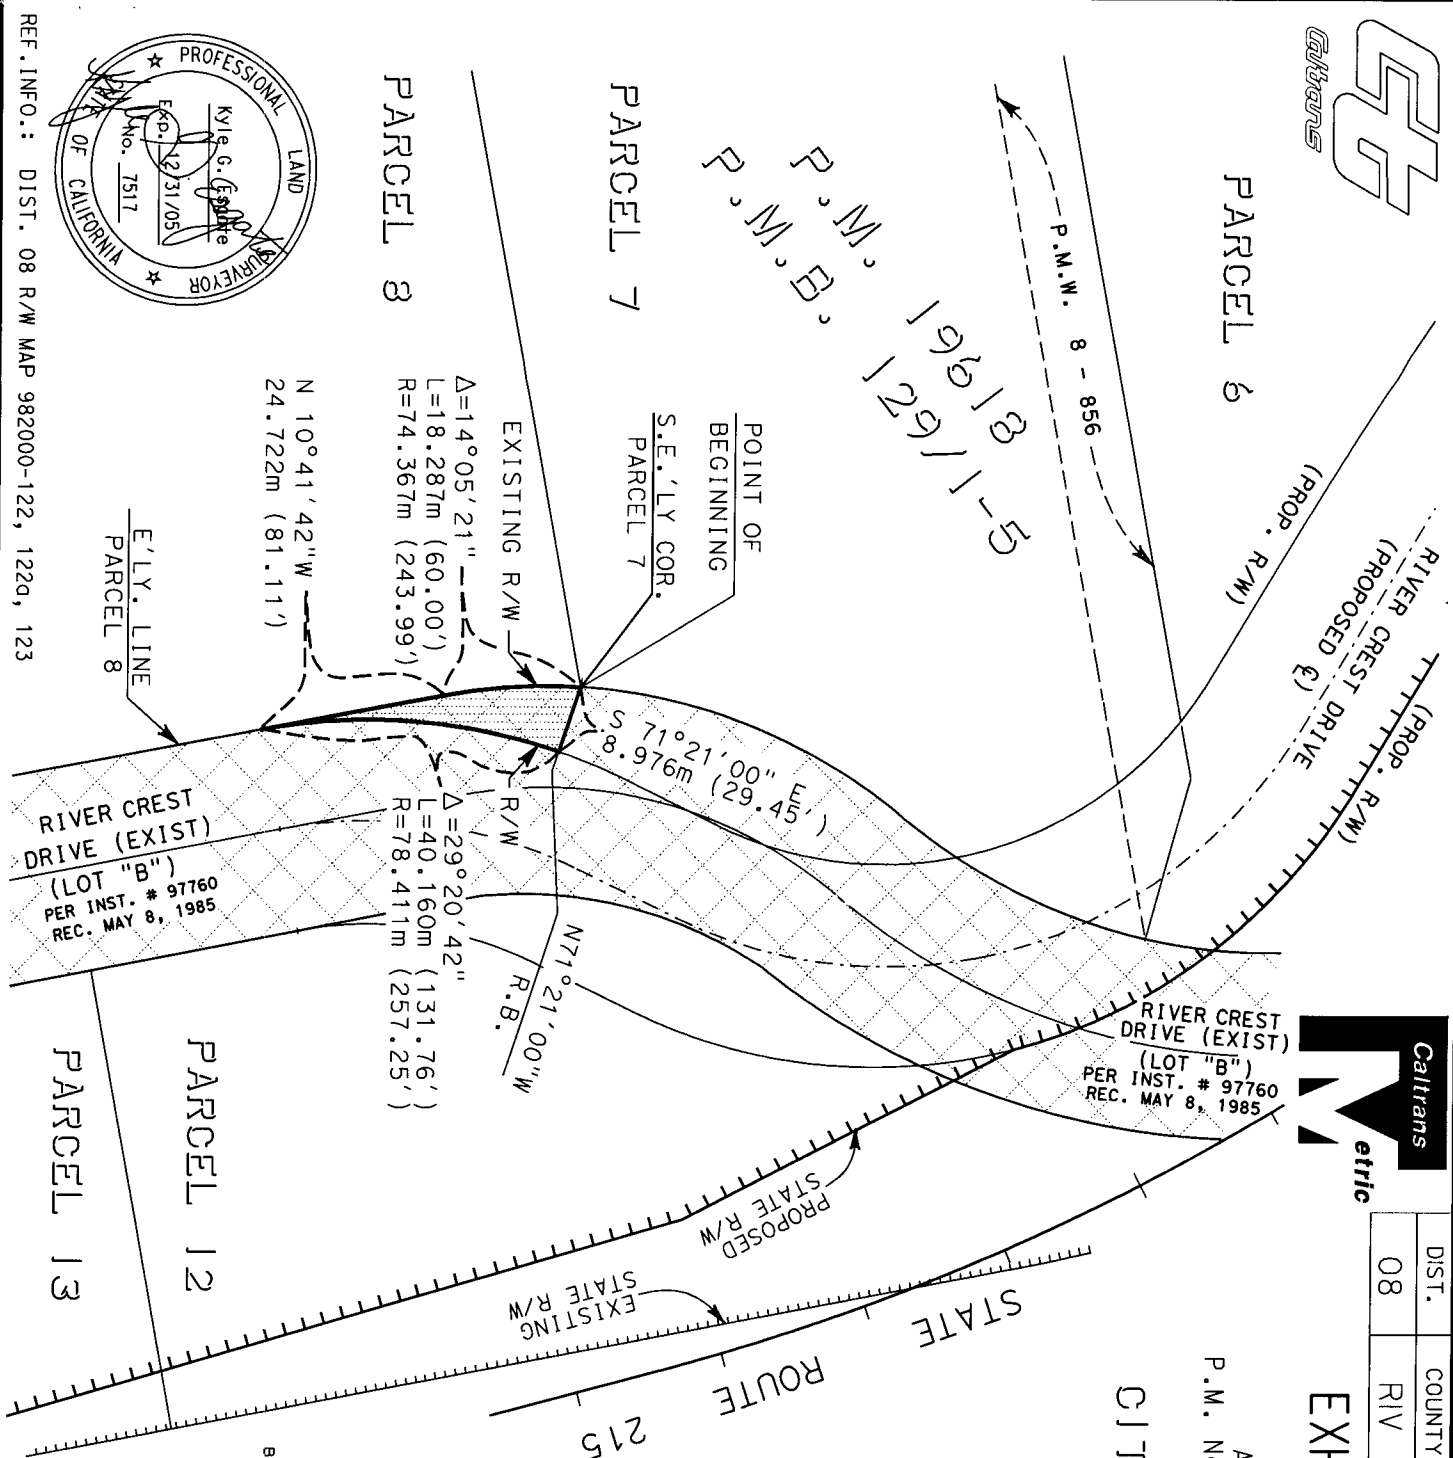 Caltrans
PARCEL 6
P.M.W. 8 - 856
P.M. 19618
P.M.B. 129/1-5
PARCEL 7
PARCEL 8
(PROP. R/W)
RIVER CREST DRIVE
(PROPOSED ℄)
(PROP. R/W)
POINT OF
BEGINNING
S.E.'LY COR.
PARCEL 7
EXISTING R/W
Δ=14°05'21"
L=18.287m (60.00')
R=74.367m (243.99')
N 10°41'42"W
24.722m (81.11')
E'LY. LINE
PARCEL 8
S 71°21'00" E
8.976m (29.45')
R/W
Δ=29°20'42"
L=40.160m (131.76')
R=78.411m (257.25')
N71°21'00"W
R.B.
RIVER CREST
DRIVE (EXIST)
(LOT "B")
PER INST. # 97760
REC. MAY 8, 1985
RIVER CREST
DRIVE (EXIST)
(LOT "B")
PER INST. # 97760
REC. MAY 8, 1985
PARCEL 12
PARCEL 13
PROPOSED
STATE R/W
EXISTING
STATE R/W
STATE ROUTE 215
Caltrans
Metric
DIST. COUNTY
08 RIV
EXH
A
P.M. N
CIT
B
PROFESSIONAL LAND SURVEYOR
Kyle G.
No. 7517
Exp. 12/31/05
STATE OF CALIFORNIA
REF.INFO.: DIST. 08 R/W MAP 982000-122, 122a, 123